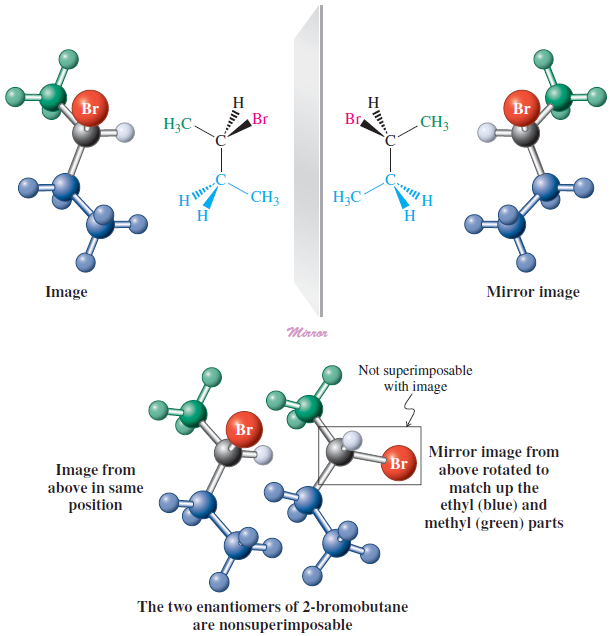 Br
H
H₃C
Br
C
C
H
CH₃
H
H
Br
CH₃
C
C
H₃C
H
H
Br
Image
Mirror image
Mirror
Not superimposable
with image
Br
Br
Image from
above in same
position
Mirror image from
above rotated to
match up the
ethyl (blue) and
methyl (green) parts
The two enantiomers of 2-bromobutane
are nonsuperimposable